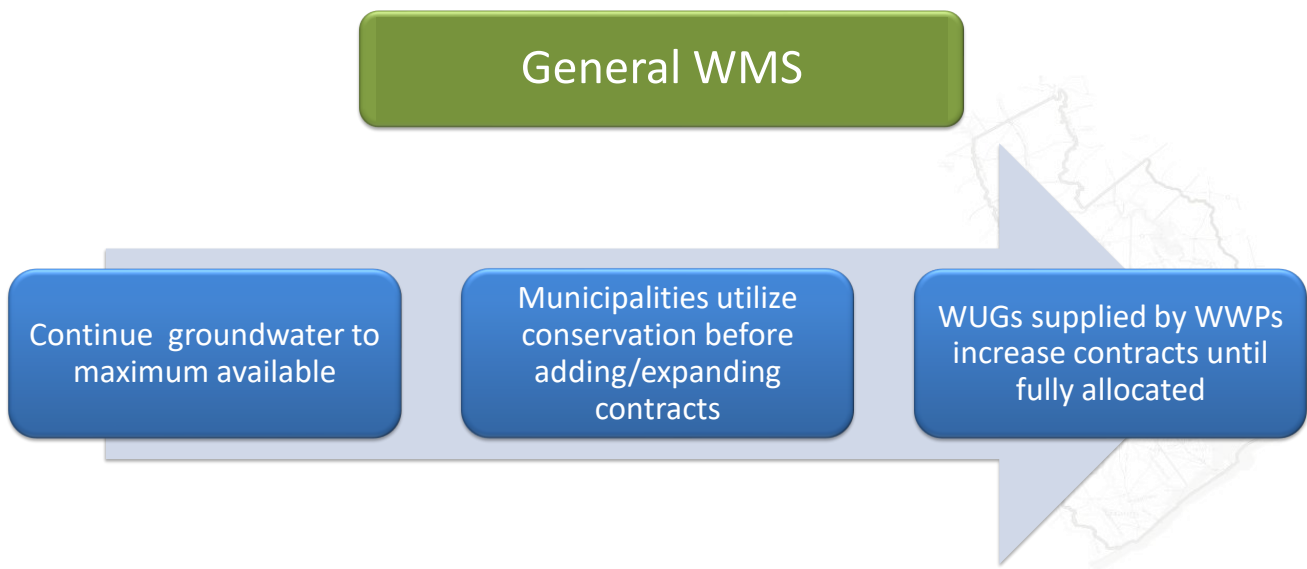 General WMS
Continue  groundwater to
maximum available
Municipalities utilize
conservation before
adding/expanding
contracts
WUGs supplied by WWPs
increase contracts until
fully allocated